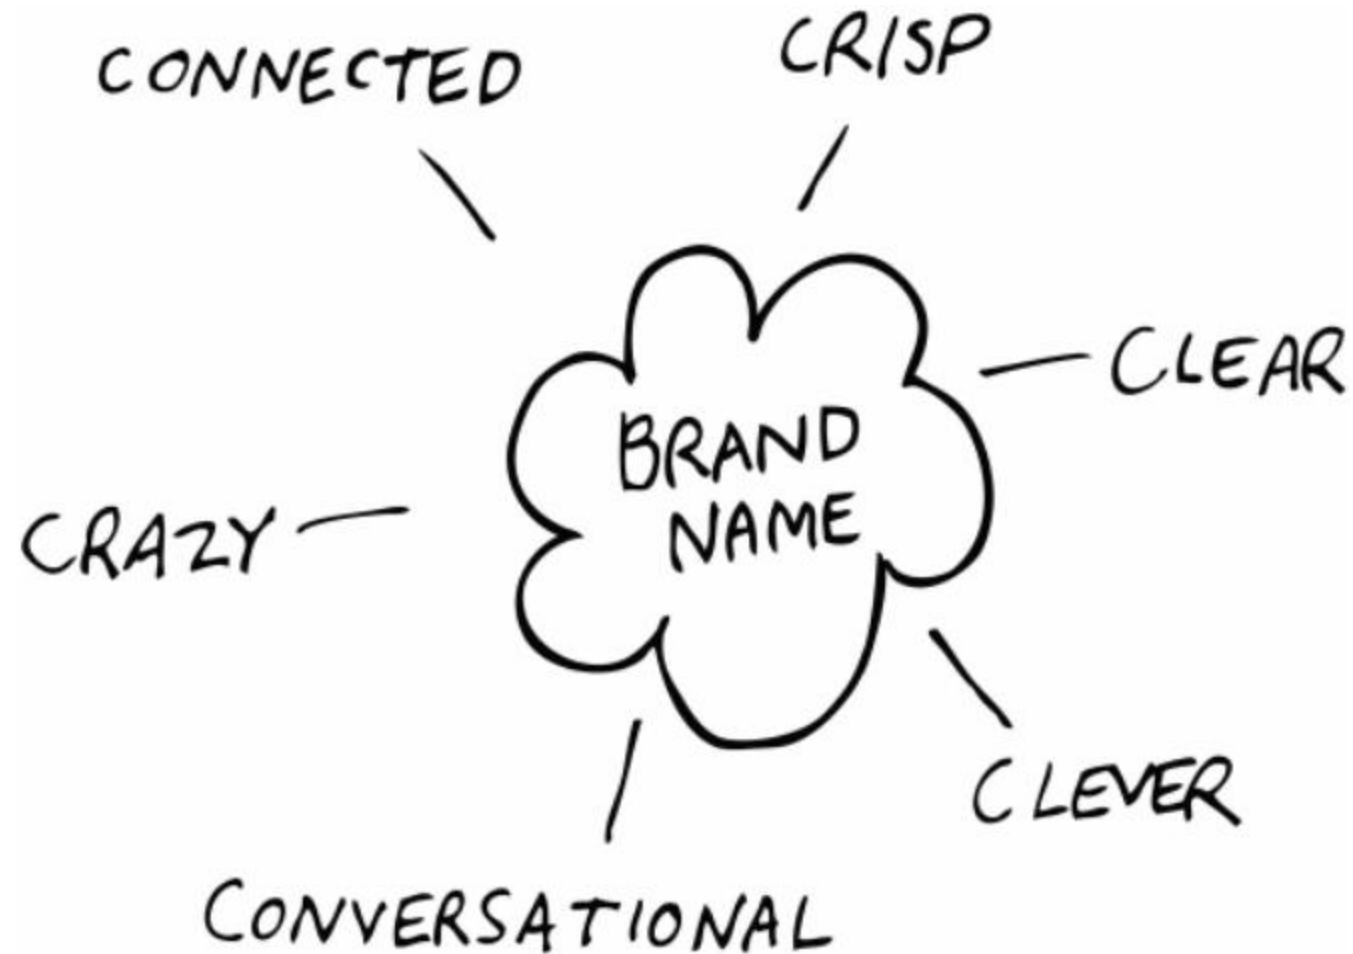 CONNECTED
CRISP
CLEAR
BRAND
NAME
CRAZY
CLEVER
CONVERSATIONAL